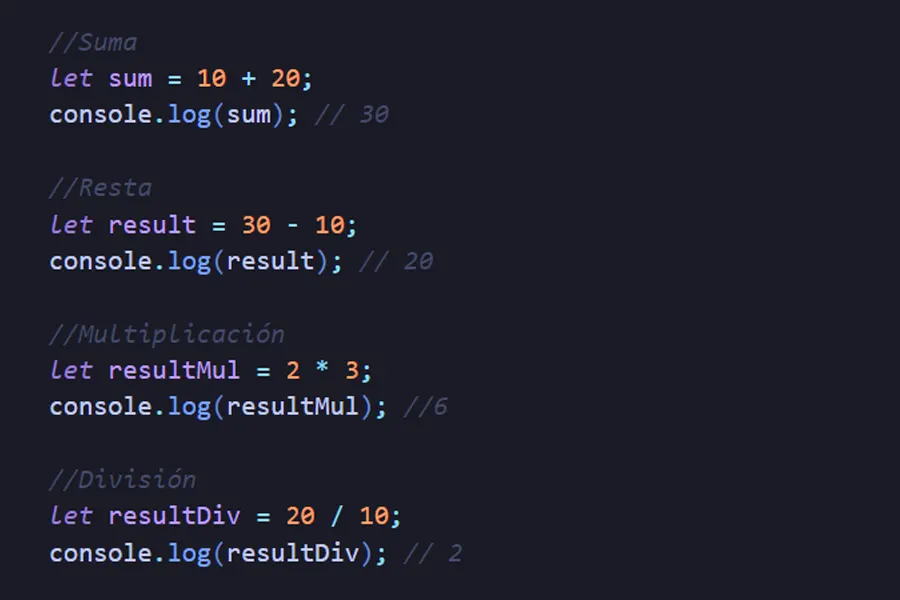 //Suma
let sum = 10 + 20;
console.log(sum); // 30
//Resta
let result = 30 - 10;
console.log(result); // 20
//Multiplicación
let resultMul = 2 * 3;
console.log(resultMul); //6
//División
let resultDiv = 20 / 10;
console.log(resultDiv); // 2